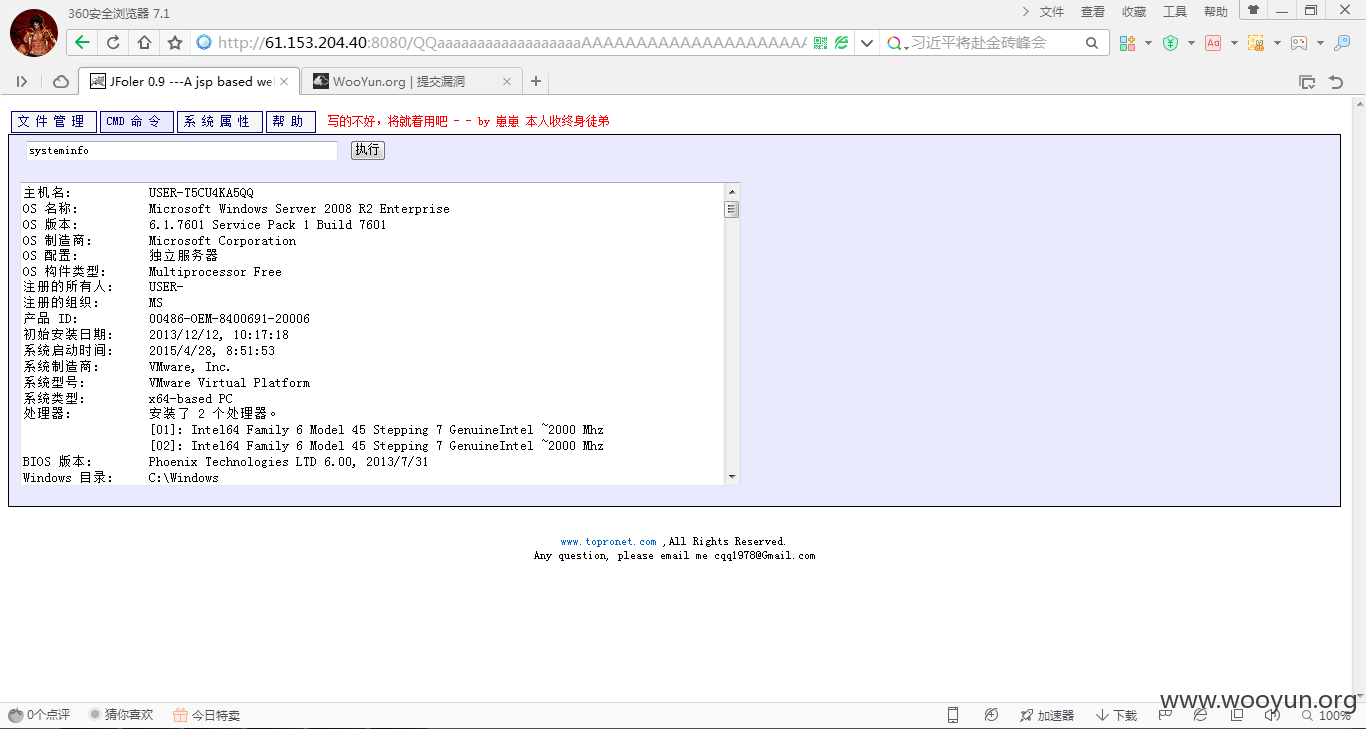 360安全浏览器 7.1
文件 查看 收藏 工具 帮助
http://61.153.204.40:8080/QQaaaaaaaaaaaaaaaaaaAAAAAAAAAAAAAAAAAAAAA
习近平将赴金砖峰会
JFoler 0.9 ---A jsp based we
WooYun.org | 提交漏洞
文件管理 CMD命令 系统属性 帮助 写的不好，将就着用吧 - - by 崽崽 本人收终身徒弟
systeminfo 执行
主机名: USER-T5CU4KA5QQ
OS 名称: Microsoft Windows Server 2008 R2 Enterprise
OS 版本: 6.1.7601 Service Pack 1 Build 7601
OS 制造商: Microsoft Corporation
OS 配置: 独立服务器
OS 构件类型: Multiprocessor Free
注册的所有人: USER-
注册的组织: MS
产品 ID: 00486-OEM-8400691-20006
初始安装日期: 2013/12/12, 10:17:18
系统启动时间: 2015/4/28, 8:51:53
系统制造商: VMware, Inc.
系统型号: VMware Virtual Platform
系统类型: x64-based PC
处理器: 安装了 2 个处理器。
[01]: Intel64 Family 6 Model 45 Stepping 7 GenuineIntel ~2000 Mhz
[02]: Intel64 Family 6 Model 45 Stepping 7 GenuineIntel ~2000 Mhz
BIOS 版本: Phoenix Technologies LTD 6.00, 2013/7/31
Windows 目录: C:\Windows
www.topronet.com ,All Rights Reserved.
Any question, please email me cqq1978@Gmail.com
www.wooyun.org
0个点评 猜你喜欢 今日特卖 加速器 下载 100%